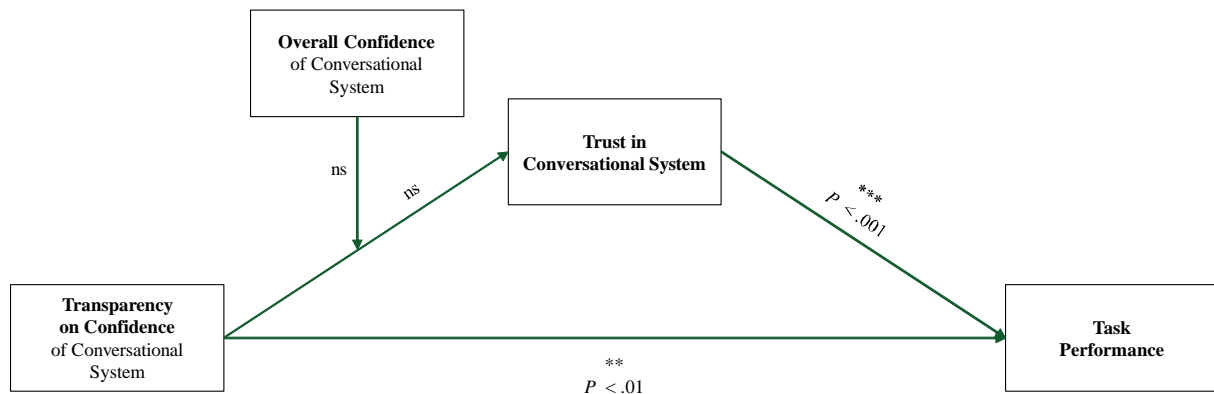 Overall Confidence
of Conversational
System
Trust in
Conversational System
ns
ns
***
P < .001
Transparency
on Confidence
of Conversational
System
Task
Performance
**
P < .01